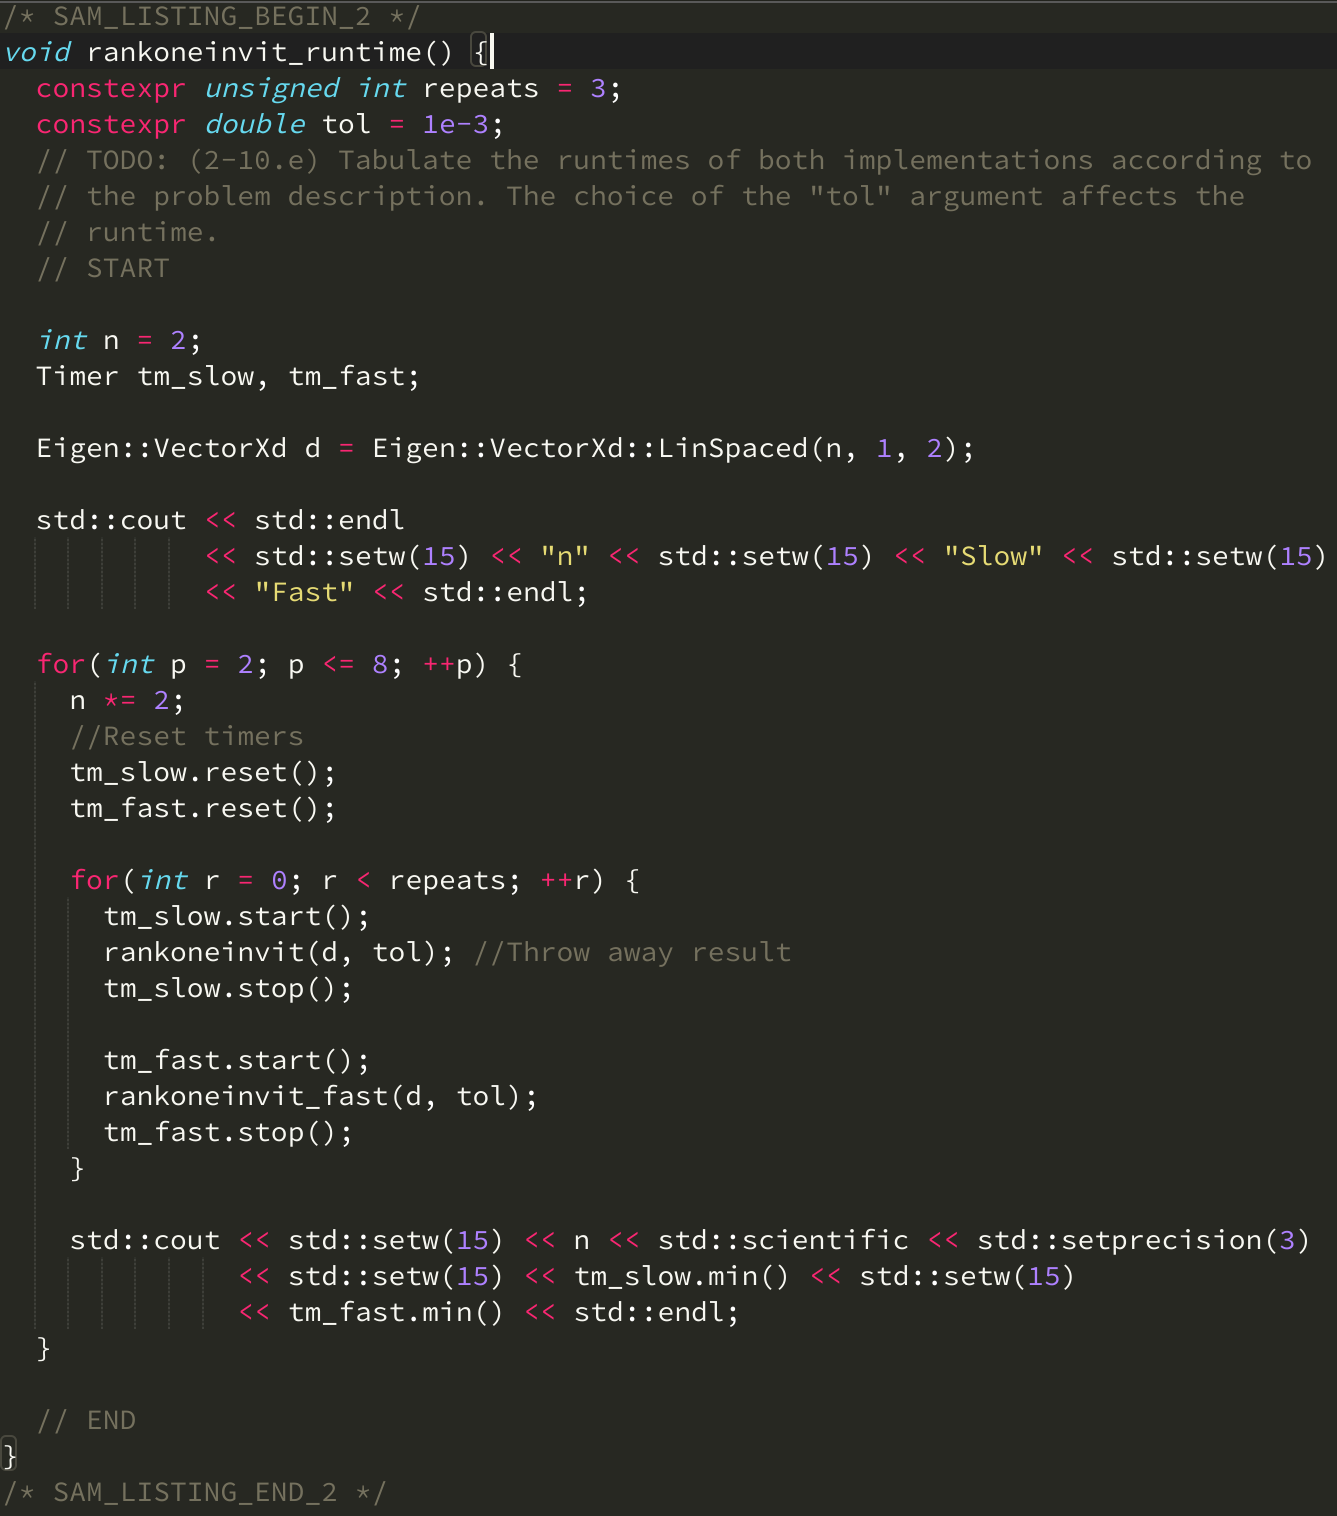 /* SAM_LISTING_BEGIN_2 */
void rankoneinvit_runtime() {
  constexpr unsigned int repeats = 3;
  constexpr double tol = 1e-3;
  // TODO: (2-10.e) Tabulate the runtimes of both implementations according to
  // the problem description. The choice of the "tol" argument affects the
  // runtime.
  // START

  int n = 2;
  Timer tm_slow, tm_fast;

  Eigen::VectorXd d = Eigen::VectorXd::LinSpaced(n, 1, 2);

  std::cout << std::endl
            << std::setw(15) << "n" << std::setw(15) << "Slow" << std::setw(15)
            << "Fast" << std::endl;

  for(int p = 2; p <= 8; ++p) {
    n *= 2;
    //Reset timers
    tm_slow.reset();
    tm_fast.reset();

    for(int r = 0; r < repeats; ++r) {
      tm_slow.start();
      rankoneinvit(d, tol); //Throw away result
      tm_slow.stop();

      tm_fast.start();
      rankoneinvit_fast(d, tol);
      tm_fast.stop();
    }

    std::cout << std::setw(15) << n << std::scientific << std::setprecision(3)
              << std::setw(15) << tm_slow.min() << std::setw(15)
              << tm_fast.min() << std::endl;
  }

  // END
}
/* SAM_LISTING_END_2 */